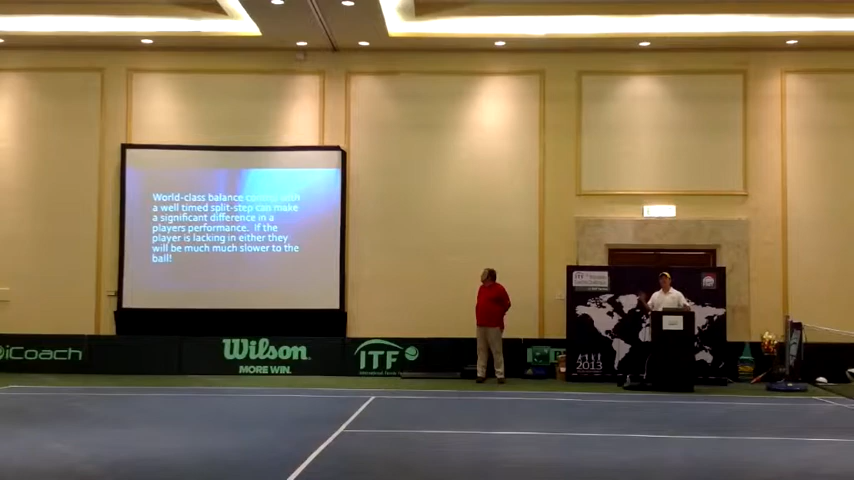 World-class balance with
a well timed split-step can make
a significant difference in a
players performance. If the
player is lacking in either they
will be much much slower to the
ball!
iCoach
Wilson
MORE WIN.
ITF
ITF
2013